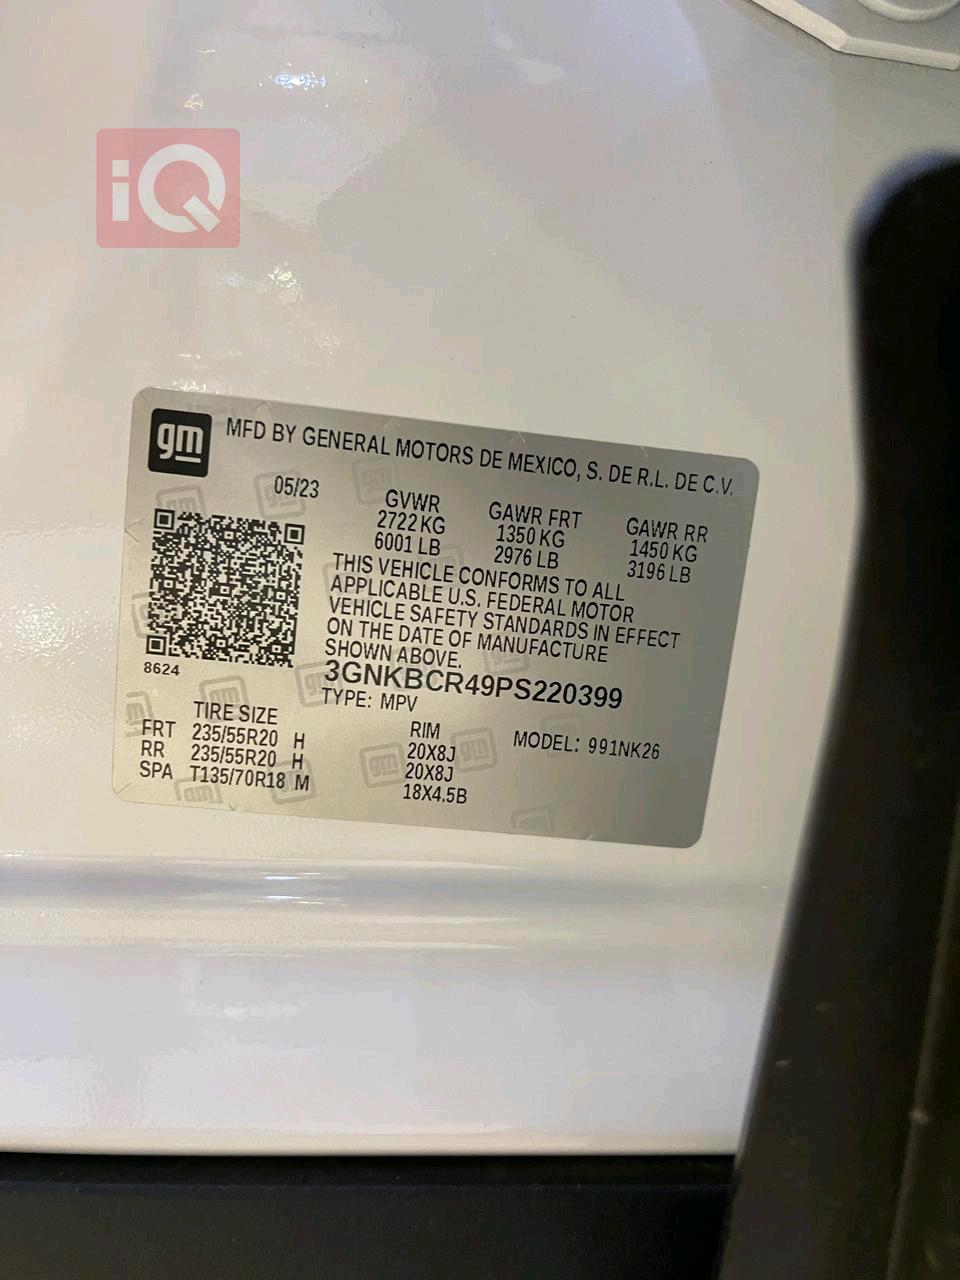 iQ
gm MFD BY GENERAL MOTORS DE MEXICO, S. DE R.L. DE C.V.
05/23
GVWR GAWR FRT GAWR RR
2722 KG 1350 KG 1450 KG
6001 LB 2976 LB 3196 LB
THIS VEHICLE CONFORMS TO ALL
APPLICABLE U.S. FEDERAL MOTOR
VEHICLE SAFETY STANDARDS IN EFFECT
ON THE DATE OF MANUFACTURE
SHOWN ABOVE.
8624
3GNKBCR49PS220399
TYPE: MPV
TIRE SIZE RIM MODEL: 991NK26
FRT 235/55R20 H 20X8J
RR 235/55R20 H 20X8J
SPA T135/70R18 M 18X4.5B